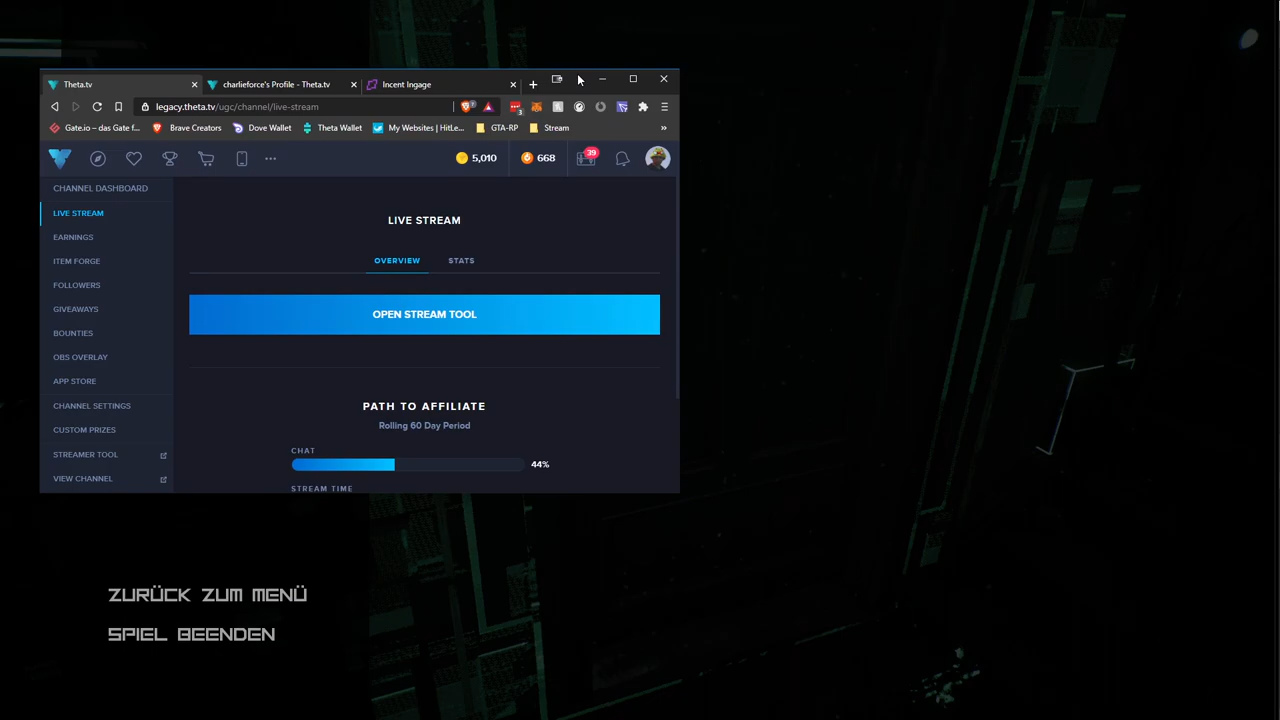 Theta.tv
charlieforce's Profile - Theta.tv
Incent Ingage
legacy.theta.tv/ugc/channel/live-stream
7
3
Gate.io – das Gate f...
Brave Creators
Dove Wallet
Theta Wallet
My Websites | HitLe...
GTA-RP
Stream
»
5,010
668
39
CHANNEL DASHBOARD
LIVE STREAM
EARNINGS
ITEM FORGE
FOLLOWERS
GIVEAWAYS
BOUNTIES
OBS OVERLAY
APP STORE
CHANNEL SETTINGS
CUSTOM PRIZES
STREAMER TOOL
VIEW CHANNEL
LIVE STREAM
OVERVIEW
STATS
OPEN STREAM TOOL
PATH TO AFFILIATE
Rolling 60 Day Period
CHAT
44%
STREAM TIME
ZURÜCK ZUM MENÜ
SPIEL BEENDEN